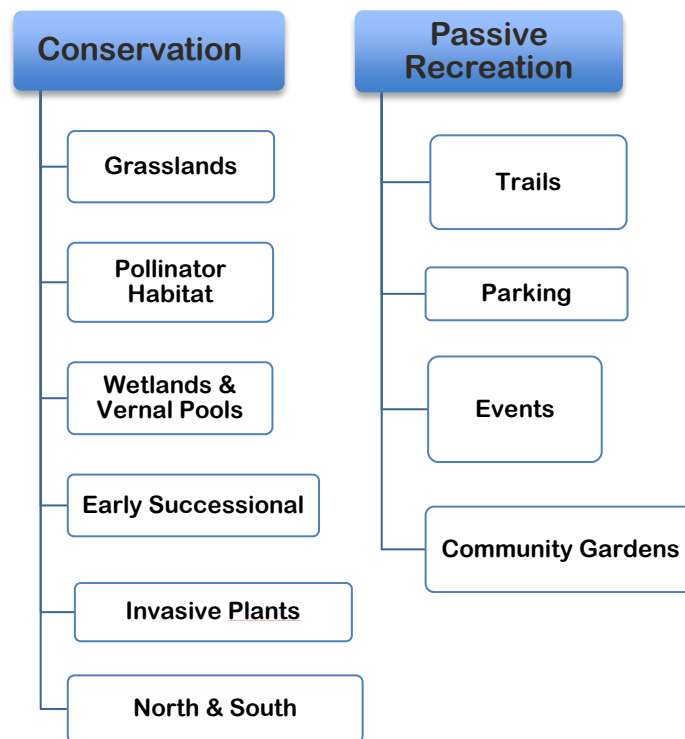 Conservation
Grasslands
Pollinator
Habitat
Wetlands &
Vernal Pools
Early Successional
Invasive Plants
North & South
Passive
Recreation
Trails
Parking
Events
Community Gardens